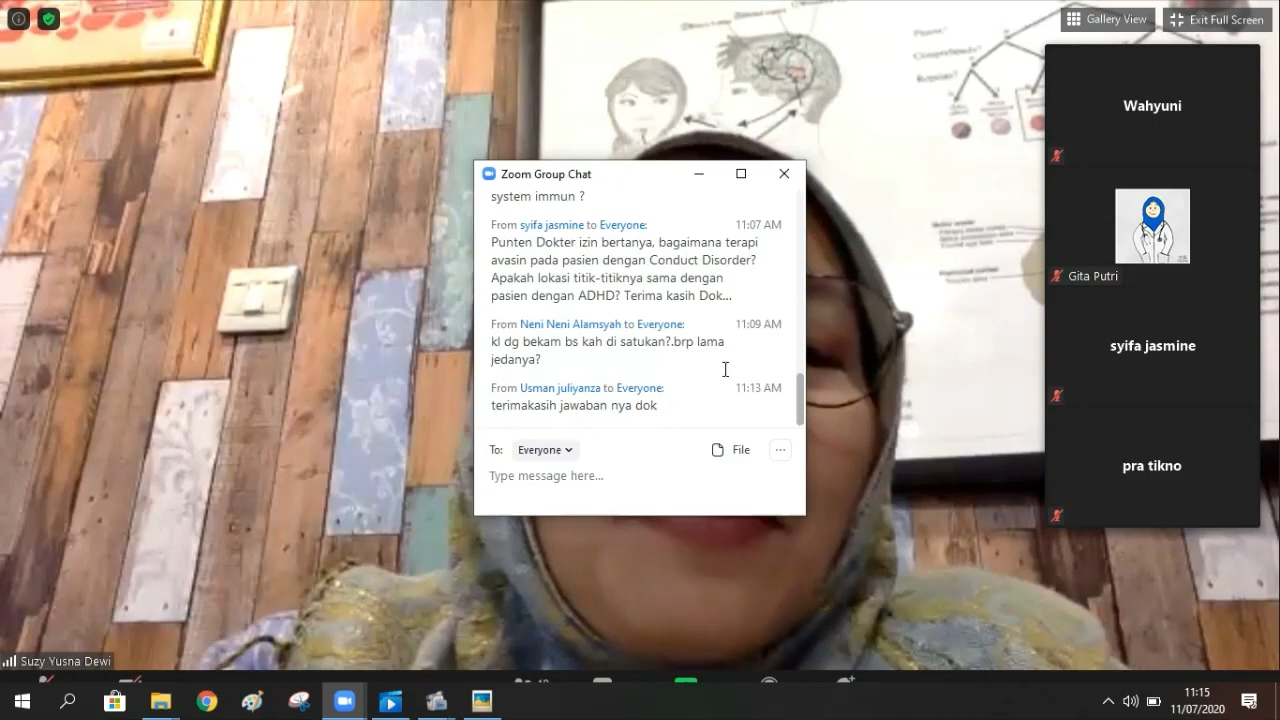 Gallery View
Exit Full Screen
Wahyuni
Zoom Group Chat
system immun ?
From syifa jasmine to Everyone:
11:07 AM
Punten Dokter izin bertanya, bagaimana terapi
avasin pada pasien dengan Conduct Disorder?
Apakah lokasi titik-titiknya sama dengan
pasien dengan ADHD? Terima kasih Dok...
From Neni Neni Alamsyah to Everyone:
11:09 AM
kl dg bekam bs kah di satukan?.brp lama
jedanya?
From Usman juliyanza to Everyone:
11:13 AM
terimakasih jawaban nya dok
To: Everyone
File
Type message here...
Gita Putri
syifa jasmine
pra tikno
Suzy Yusna Dewi
11:15
11/07/2020